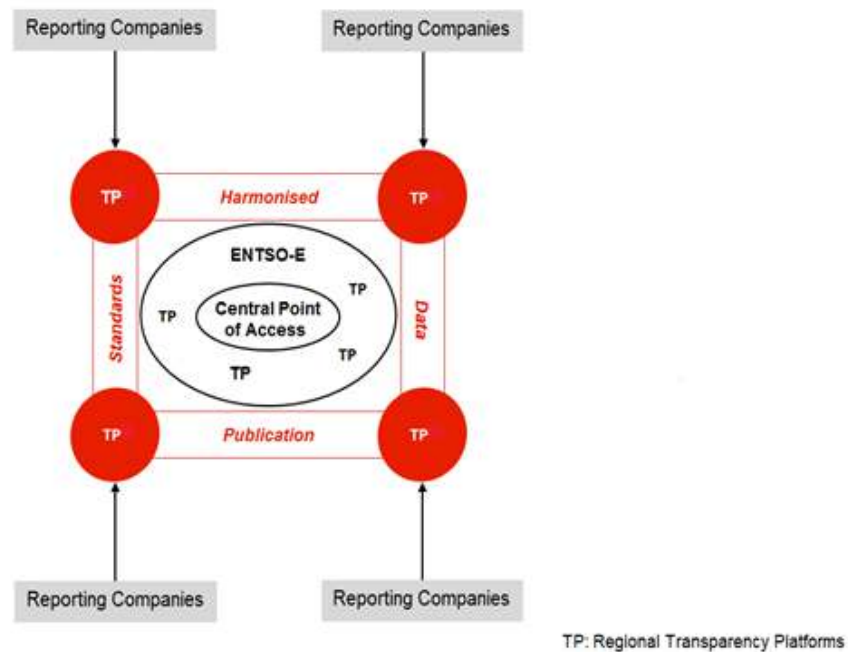 Reporting Companies
Reporting Companies
TP
Harmonised
TP
ENTSO-E
Standards
TP
Central Point
of Access
TP
Data
TP
TP
TP
Publication
TP
Reporting Companies
Reporting Companies
TP: Regional Transparency Platforms